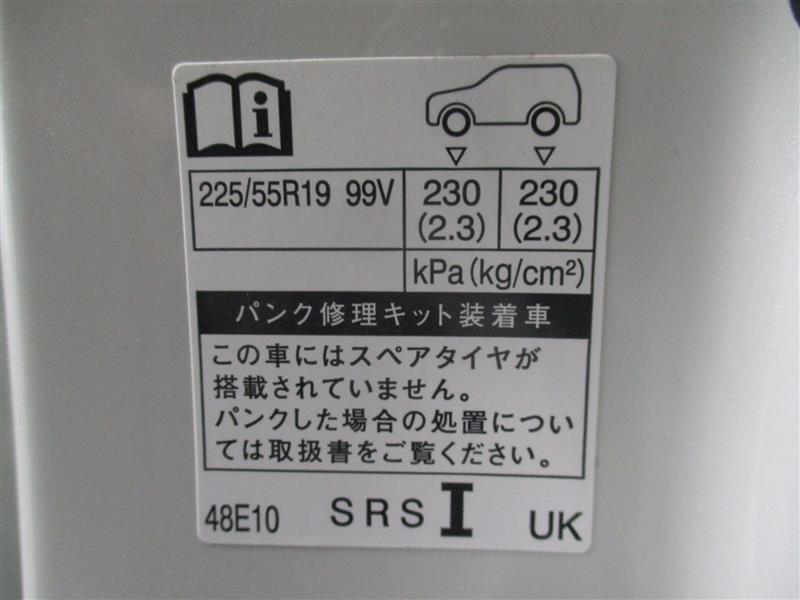 i
225/55R19 99V 230 230
(2.3) (2.3)
kPa(kg/cm²)
パンク修理キット装着車
この車にはスペアタイヤが
搭載されていません。
パンクした場合の処置につい
ては取扱書をご覧ください。
48E10 SRS I UK